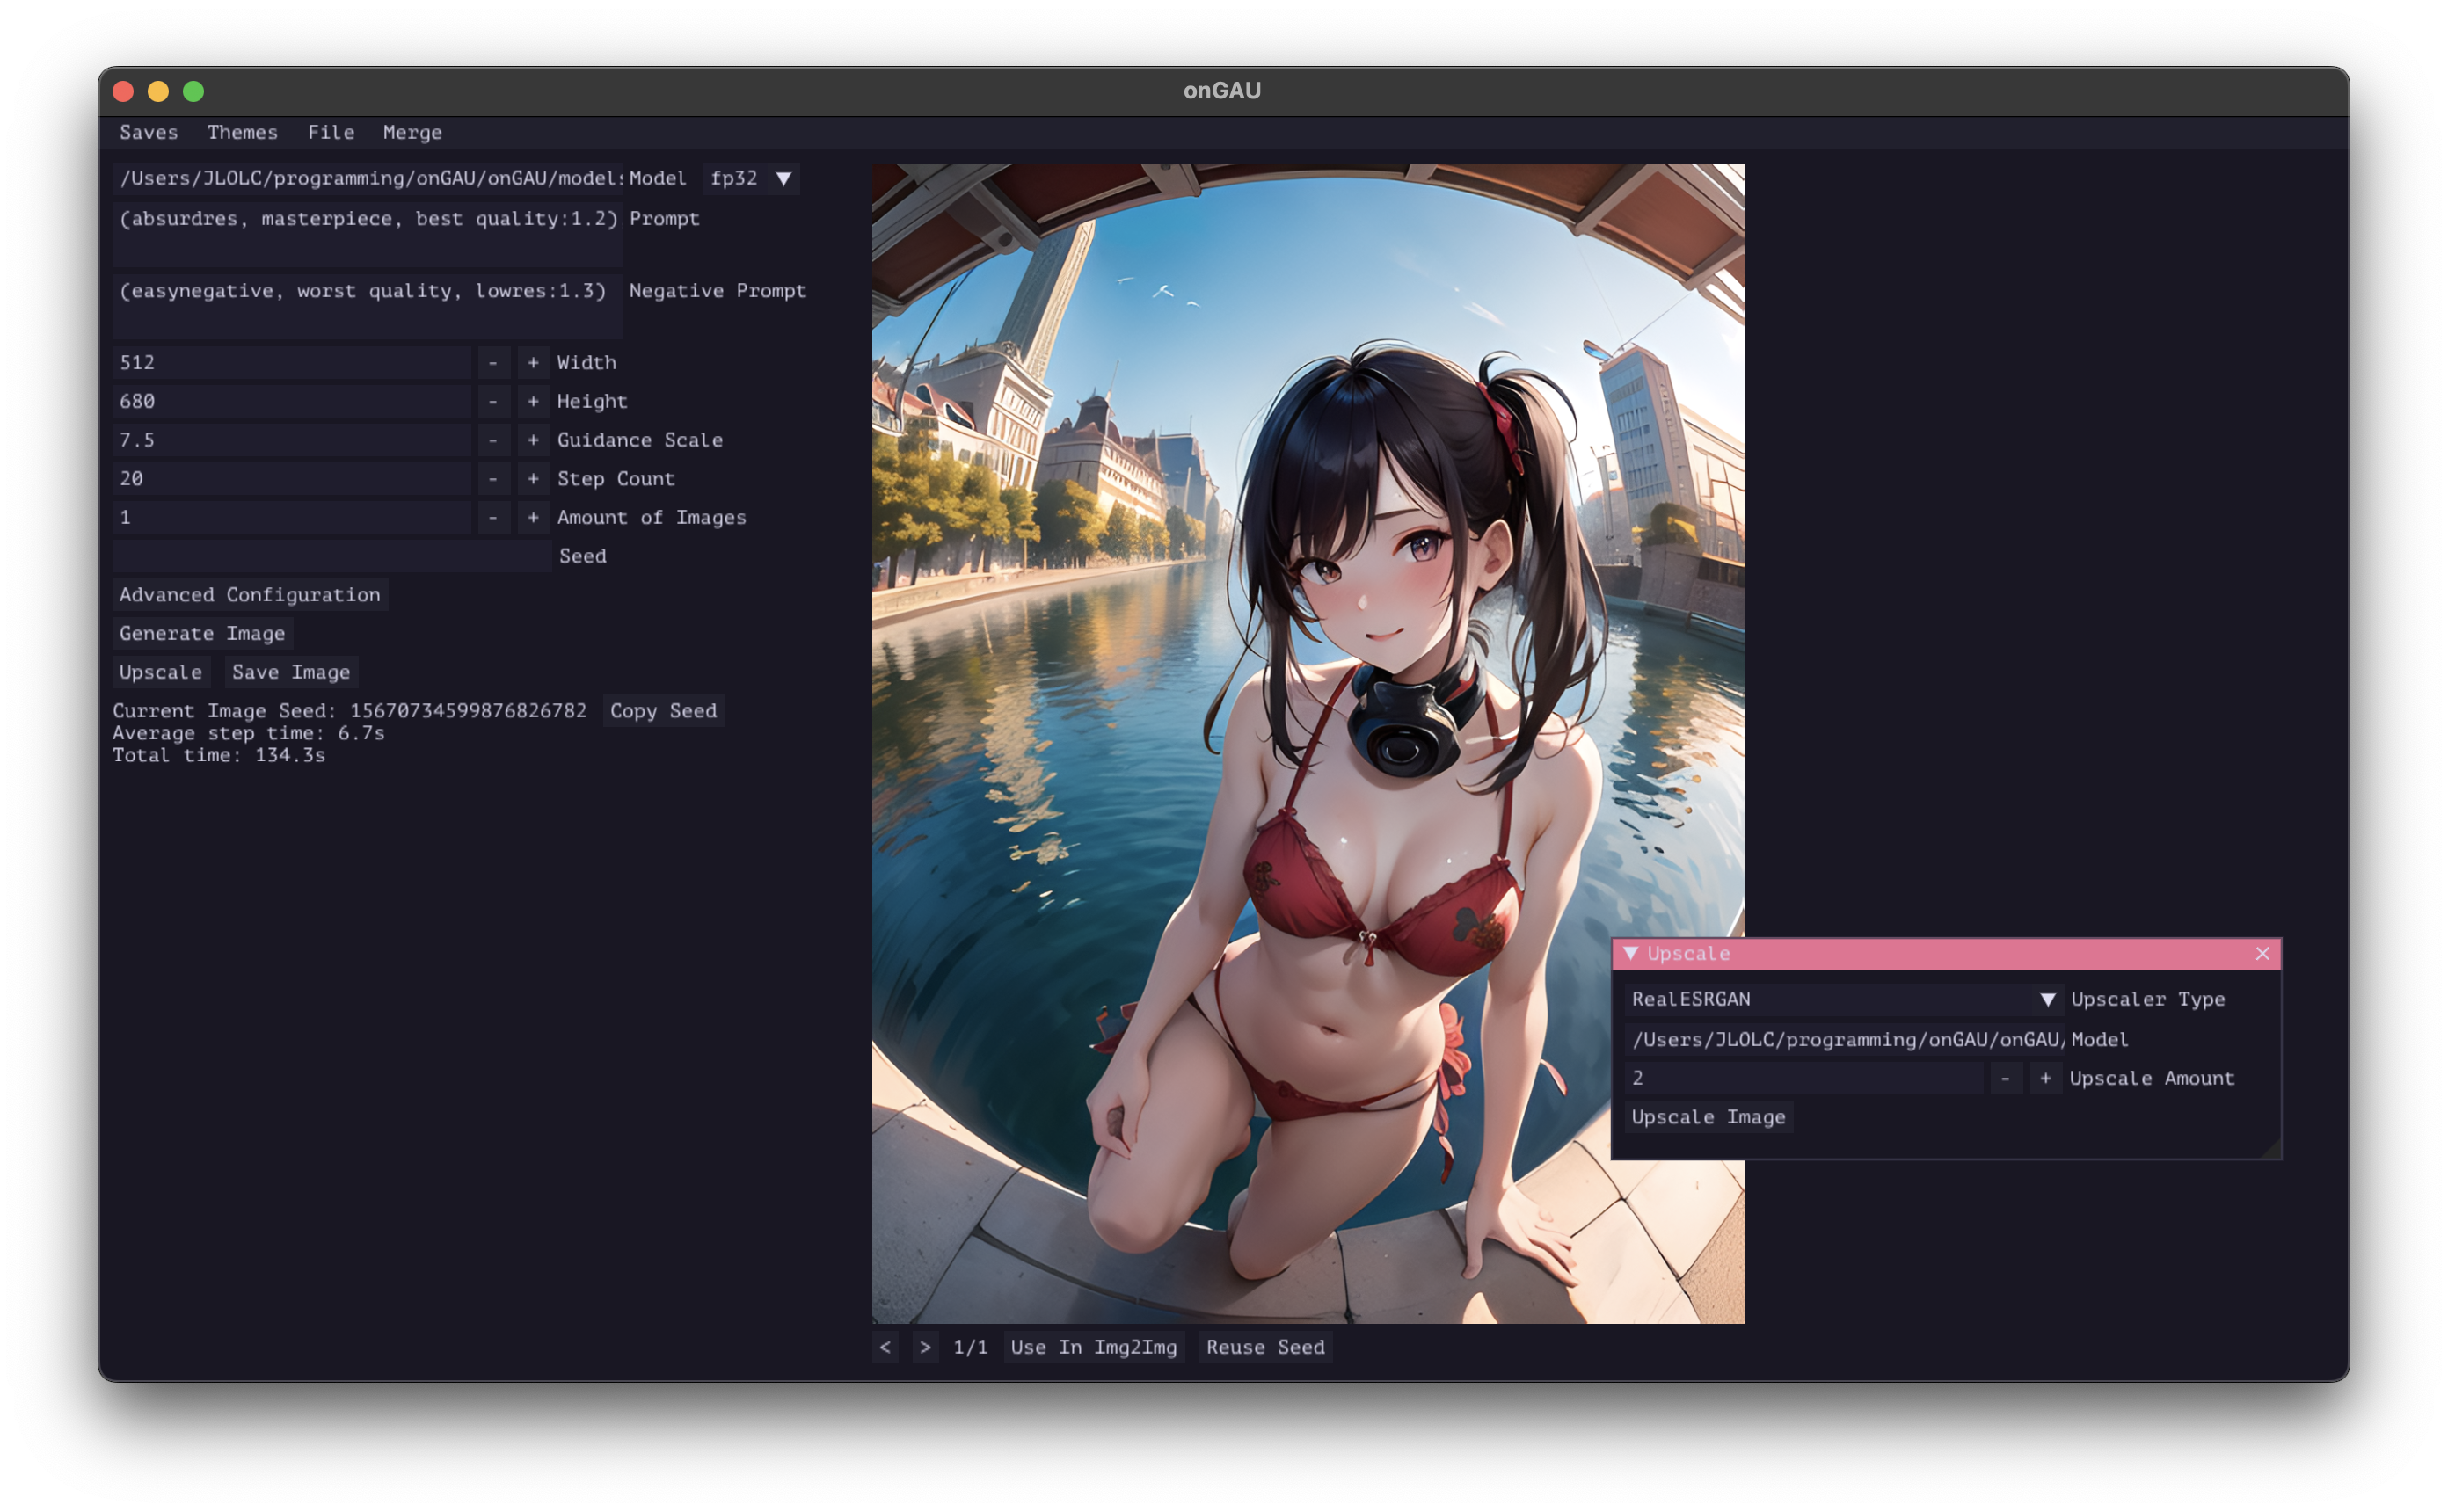 onGAU
Saves Themes File Merge
/Users/JLOLC/programming/onGAU/onGAU/models Model fp32
(absurdres, masterpiece, best quality:1.2) Prompt
(easynegative, worst quality, lowres:1.3) Negative Prompt
512 - + Width
680 - + Height
7.5 - + Guidance Scale
20 - + Step Count
1 - + Amount of Images
Seed
Advanced Configuration
Generate Image
Upscale Save Image
Current Image Seed: 15670734599876826782 Copy Seed
Average step time: 6.7s
Total time: 134.3s
Upscale
RealESRGAN Upscaler Type
/Users/JLOLC/programming/onGAU/onGAU/ Model
2 - + Upscale Amount
Upscale Image
< > 1/1 Use In Img2Img Reuse Seed